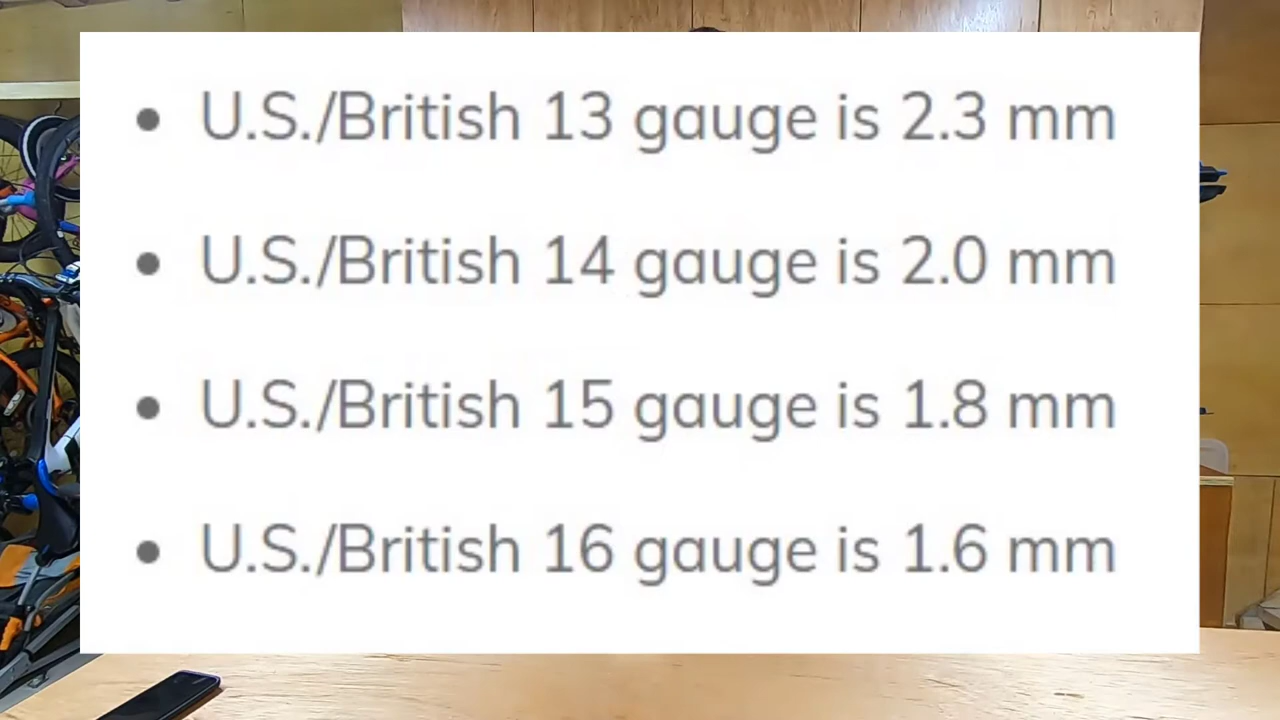 • U.S./British 13 gauge is 2.3 mm
• U.S./British 14 gauge is 2.0 mm
• U.S./British 15 gauge is 1.8 mm
• U.S./British 16 gauge is 1.6 mm